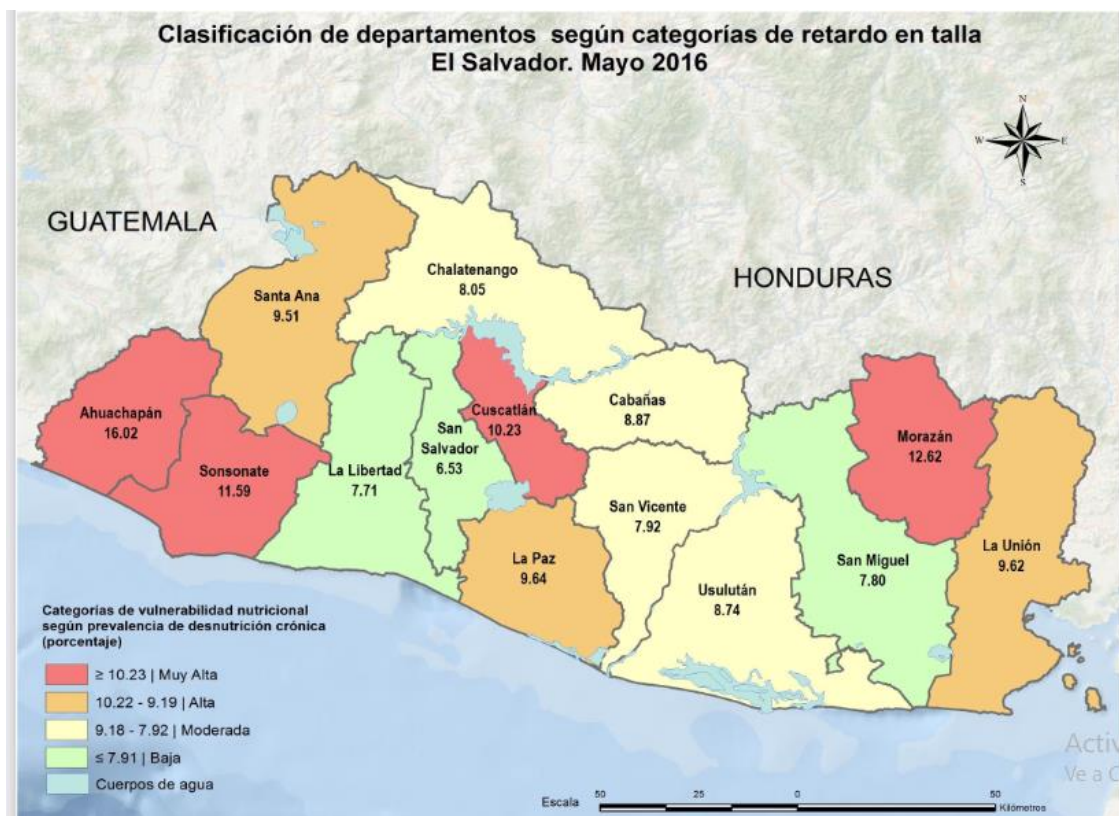 Clasificación de departamentos según categorías de retardo en talla
El Salvador. Mayo 2016
N
W
E
S
GUATEMALA
HONDURAS
Chalatenango
8.05
Santa Ana
9.51
Ahuachapán
16.02
Sonsonate
11.59
La Libertad
7.71
San
Salvador
6.53
Cuscatlán
10.23
Cabañas
8.87
San Vicente
7.92
La Paz
9.64
Usulután
8.74
San Miguel
7.80
Morazán
12.62
La Unión
9.62
Categorías de vulnerabilidad nutricional
según prevalencia de desnutrición crónica
(porcentaje)
≥ 10.23 | Muy Alta
10.22 - 9.19 | Alta
9.18 - 7.92 | Moderada
≤ 7.91 | Baja
Cuerpos de agua
Escala
50 25 0 50
Kilómetros
Activ
Ve a C